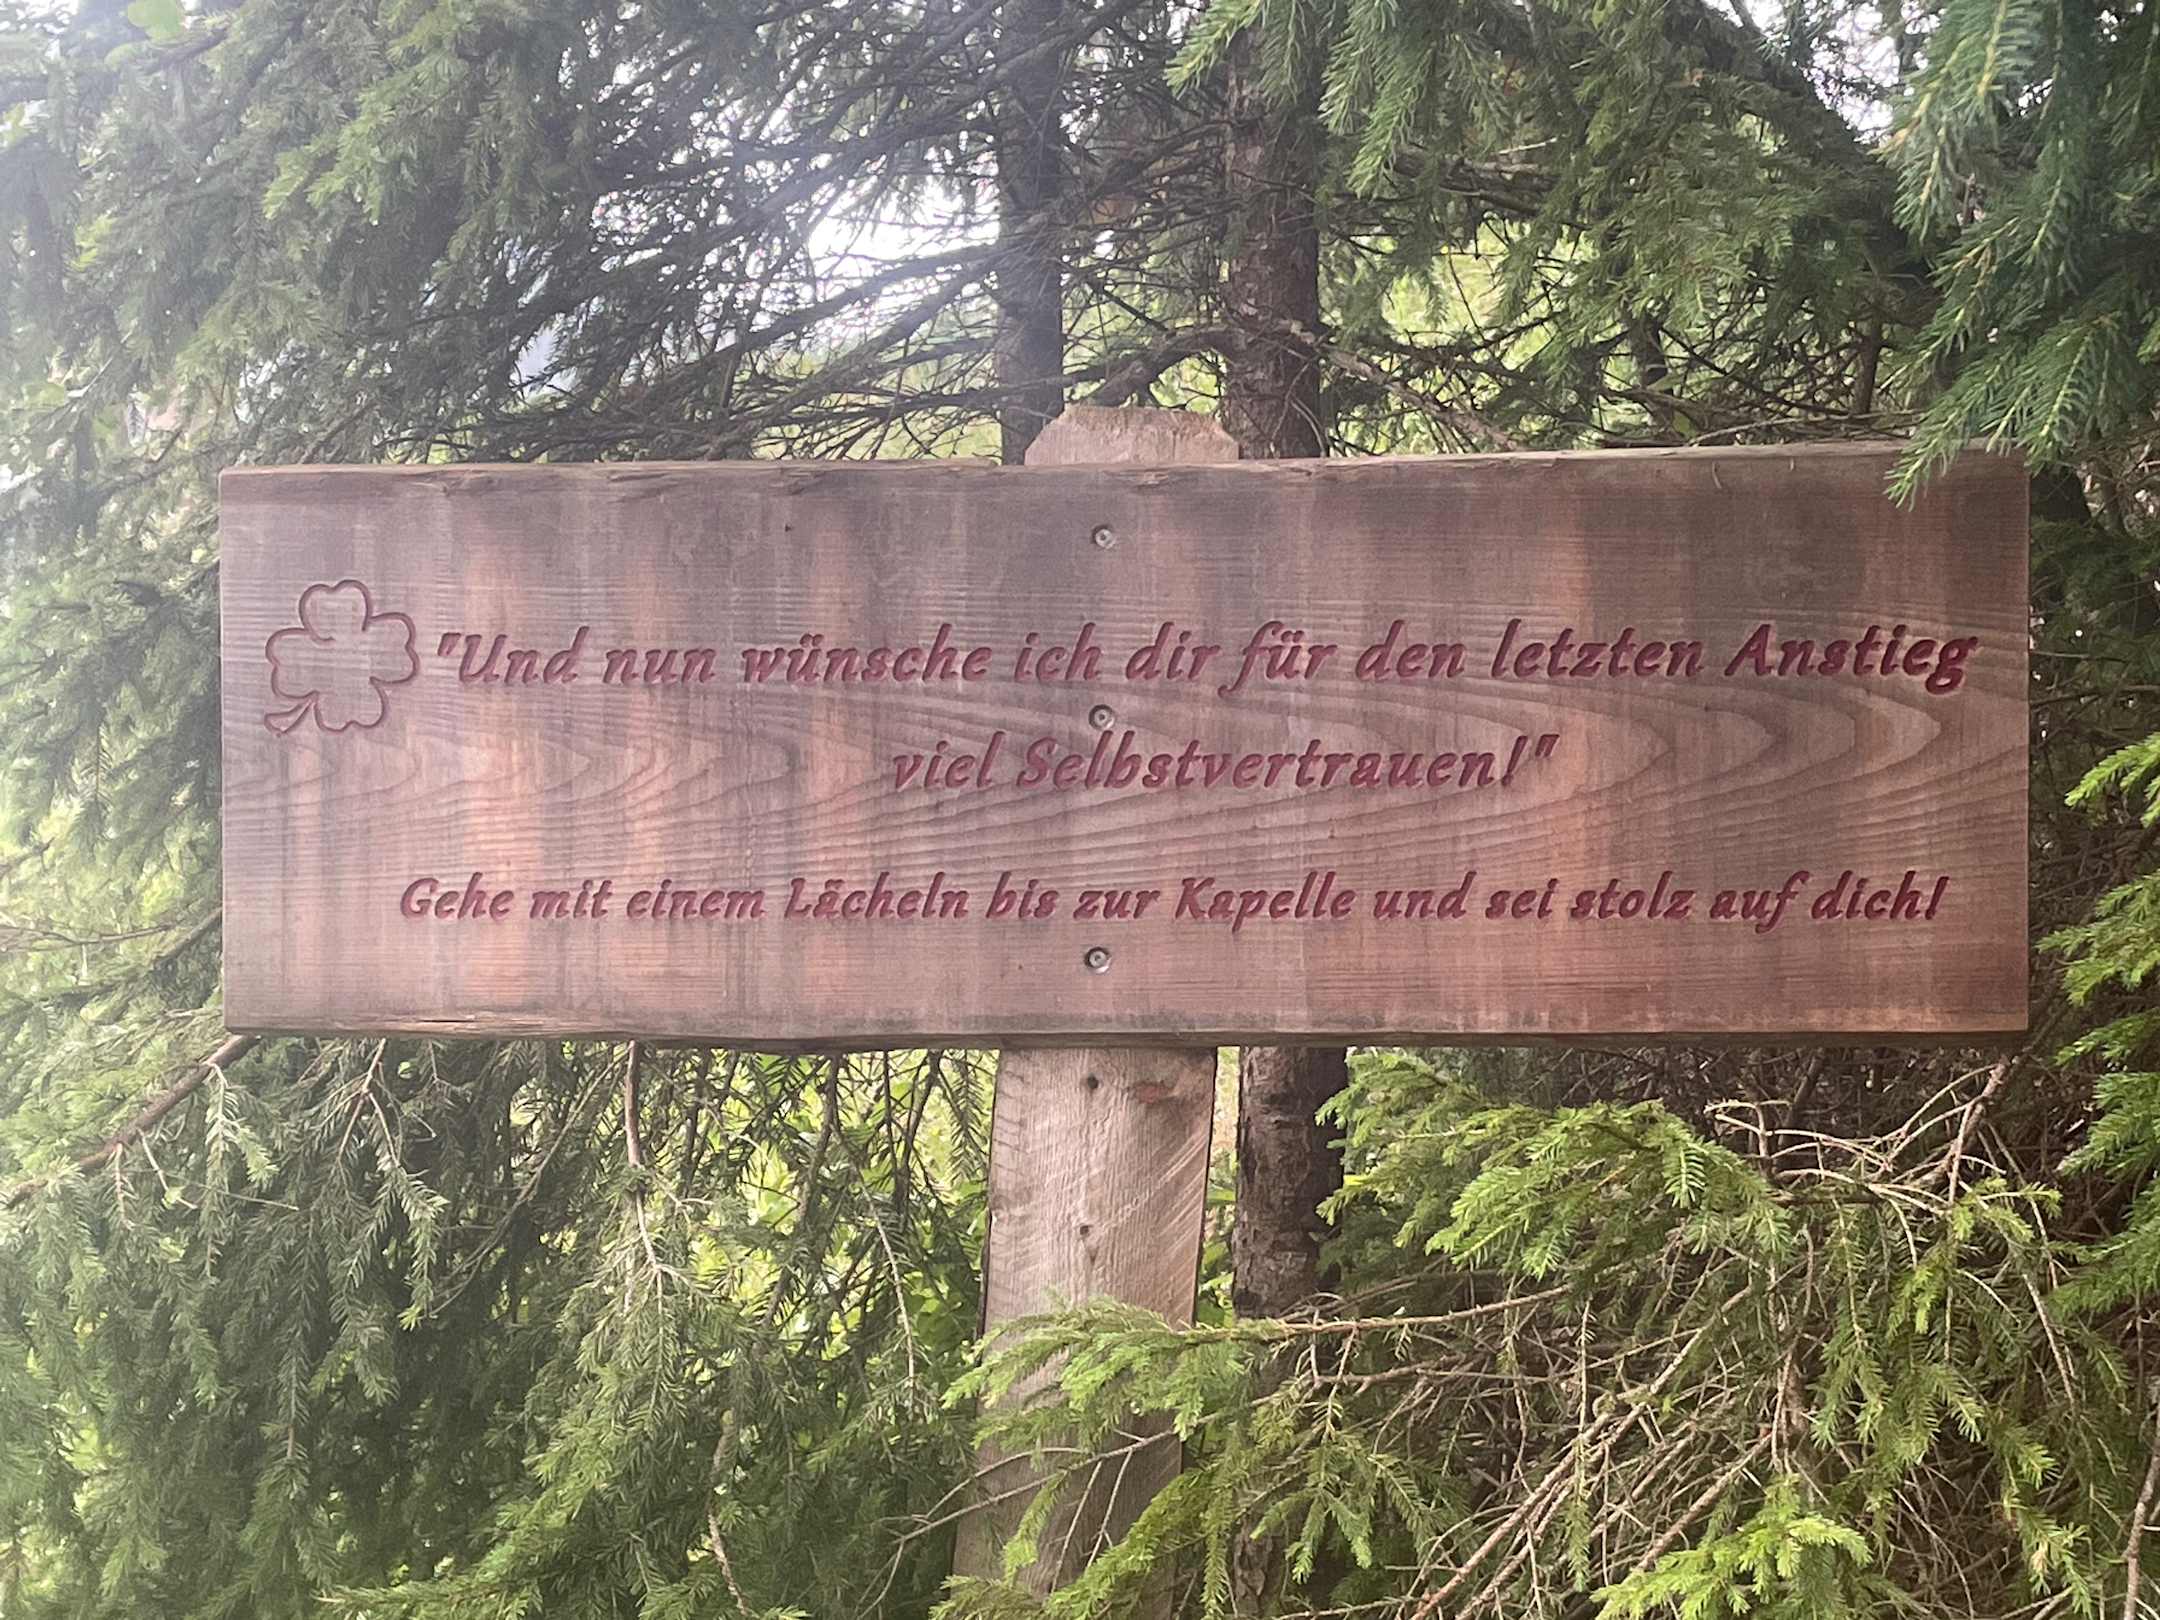 "Und nun wünsche ich dir für den letzten Anstieg
viel Selbstvertrauen!"
Gehe mit einem Lächeln bis zur Kapelle und sei stolz auf dich!